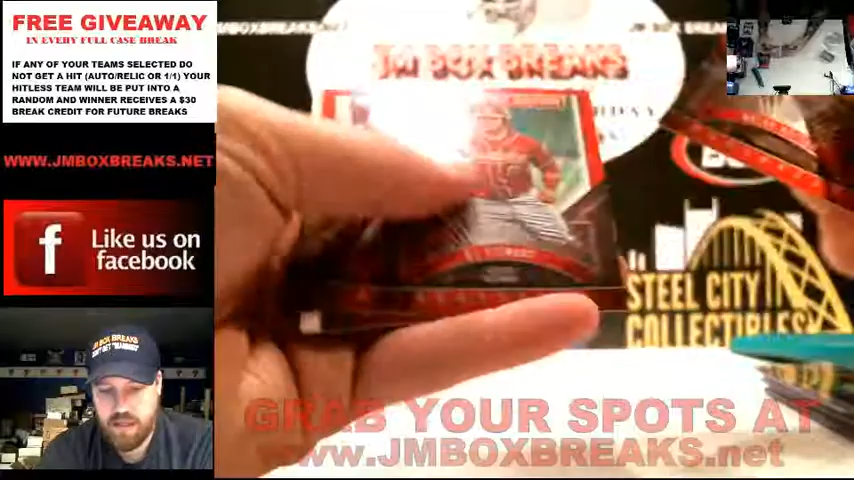 FREE GIVEAWAY
IN EVERY FULL CASE BREAK
IF ANY OF YOUR TEAMS SELECTED DO
NOT GET A HIT (AUTO/RELIC OR 1/1) YOUR
HITLESS TEAM WILL BE PUT INTO A
RANDOM AND WINNER RECEIVES A $30
BREAK CREDIT FOR FUTURE BREAKS
WWW.JMBOXBREAKS.NET
f Like us on
facebook
JM BOX BREAKS
JM BOX BREAKS
STEEL CITY
COLLECTIBLES
GRAB YOUR SPOTS AT
www.JMBOXBREAKS.net